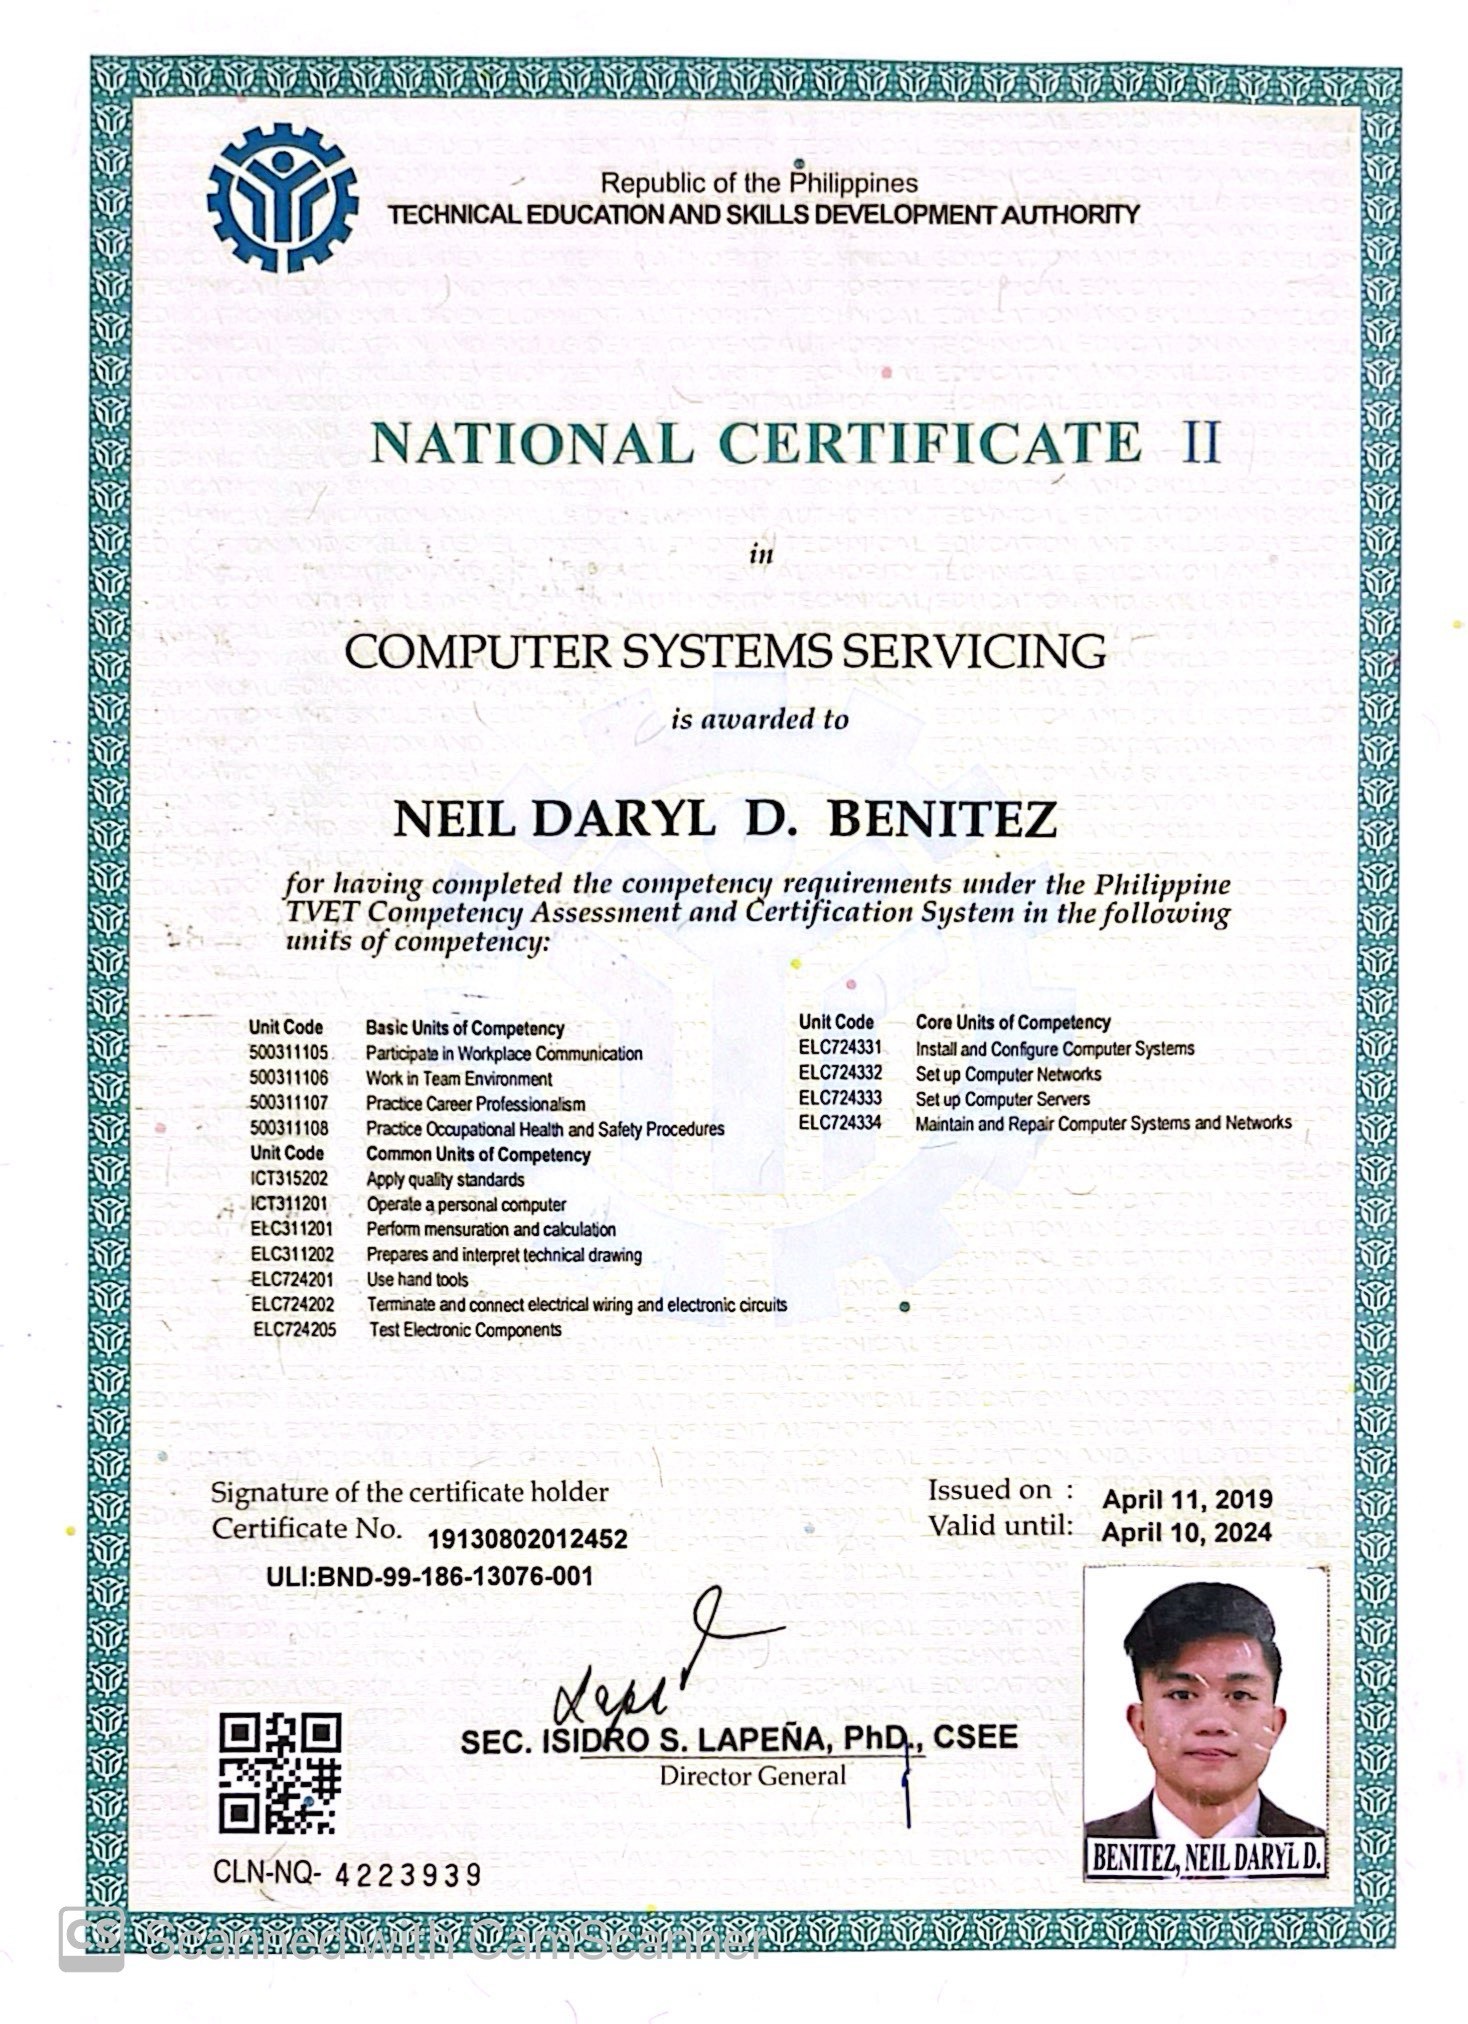 Republic of the Philippines
TECHNICAL EDUCATION AND SKILLS DEVELOPMENT AUTHORITY
NATIONAL CERTIFICATE II
in
COMPUTER SYSTEMS SERVICING
is awarded to
NEIL DARYL D. BENITEZ
for having completed the competency requirements under the Philippine
TVET Competency Assessment and Certification System in the following
units of competency:
Unit Code Basic Units of Competency
500311105 Participate in Workplace Communication
500311106 Work in Team Environment
500311107 Practice Career Professionalism
500311108 Practice Occupational Health and Safety Procedures
Unit Code Common Units of Competency
ICT315202 Apply quality standards
ICT311201 Operate a personal computer
ELC311201 Perform mensuration and calculation
ELC311202 Prepares and interpret technical drawing
ELC724201 Use hand tools
ELC724202 Terminate and connect electrical wiring and electronic circuits
ELC724205 Test Electronic Components
Unit Code Core Units of Competency
ELC724331 Install and Configure Computer Systems
ELC724332 Set up Computer Networks
ELC724333 Set up Computer Servers
ELC724334 Maintain and Repair Computer Systems and Networks
Signature of the certificate holder
Certificate No. 19130802012452
ULI:BND-99-186-13076-001
Issued on : April 11, 2019
Valid until: April 10, 2024
SEC. ISIDRO S. LAPEÑA, PhD., CSEE
Director General
BENITEZ, NEIL DARYL D.
CLN-NQ- 4223939
CS Scanned with CamScanner